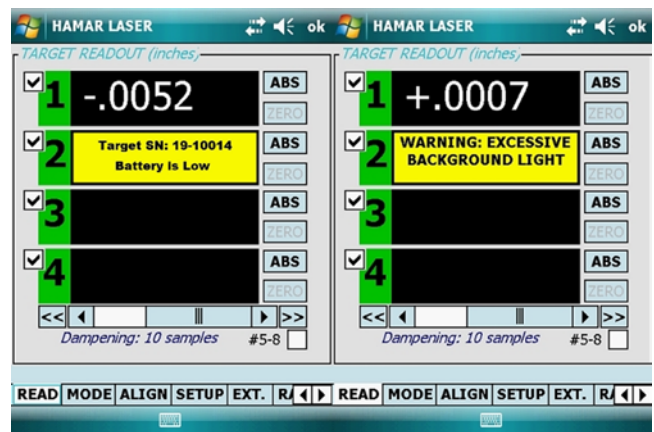 HAMAR LASER ok
TARGET READOUT (inches)
1 -.0052 ABS
ZERO
2 Target SN: 19-10014
Battery Is Low ABS
ZERO
3 ABS
ZERO
4 ABS
ZERO
<< >>
Dampening: 10 samples #5-8
READ MODE ALIGN SETUP EXT.
HAMAR LASER ok
TARGET READOUT (inches)
1 +.0007 ABS
ZERO
2 WARNING: EXCESSIVE
BACKGROUND LIGHT ABS
ZERO
3 ABS
ZERO
4 ABS
ZERO
<< >>
Dampening: 10 samples #5-8
READ MODE ALIGN SETUP EXT.